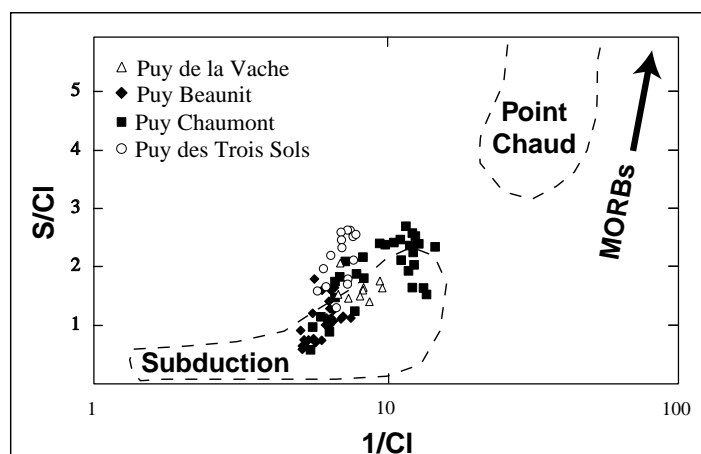 5
4
3
2
1
S/Cl
Puy de la Vache
Puy Beaunit
Puy Chaumont
Puy des Trois Sols
Point
Chaud
MORBs
Subduction
1 10 100
1/Cl